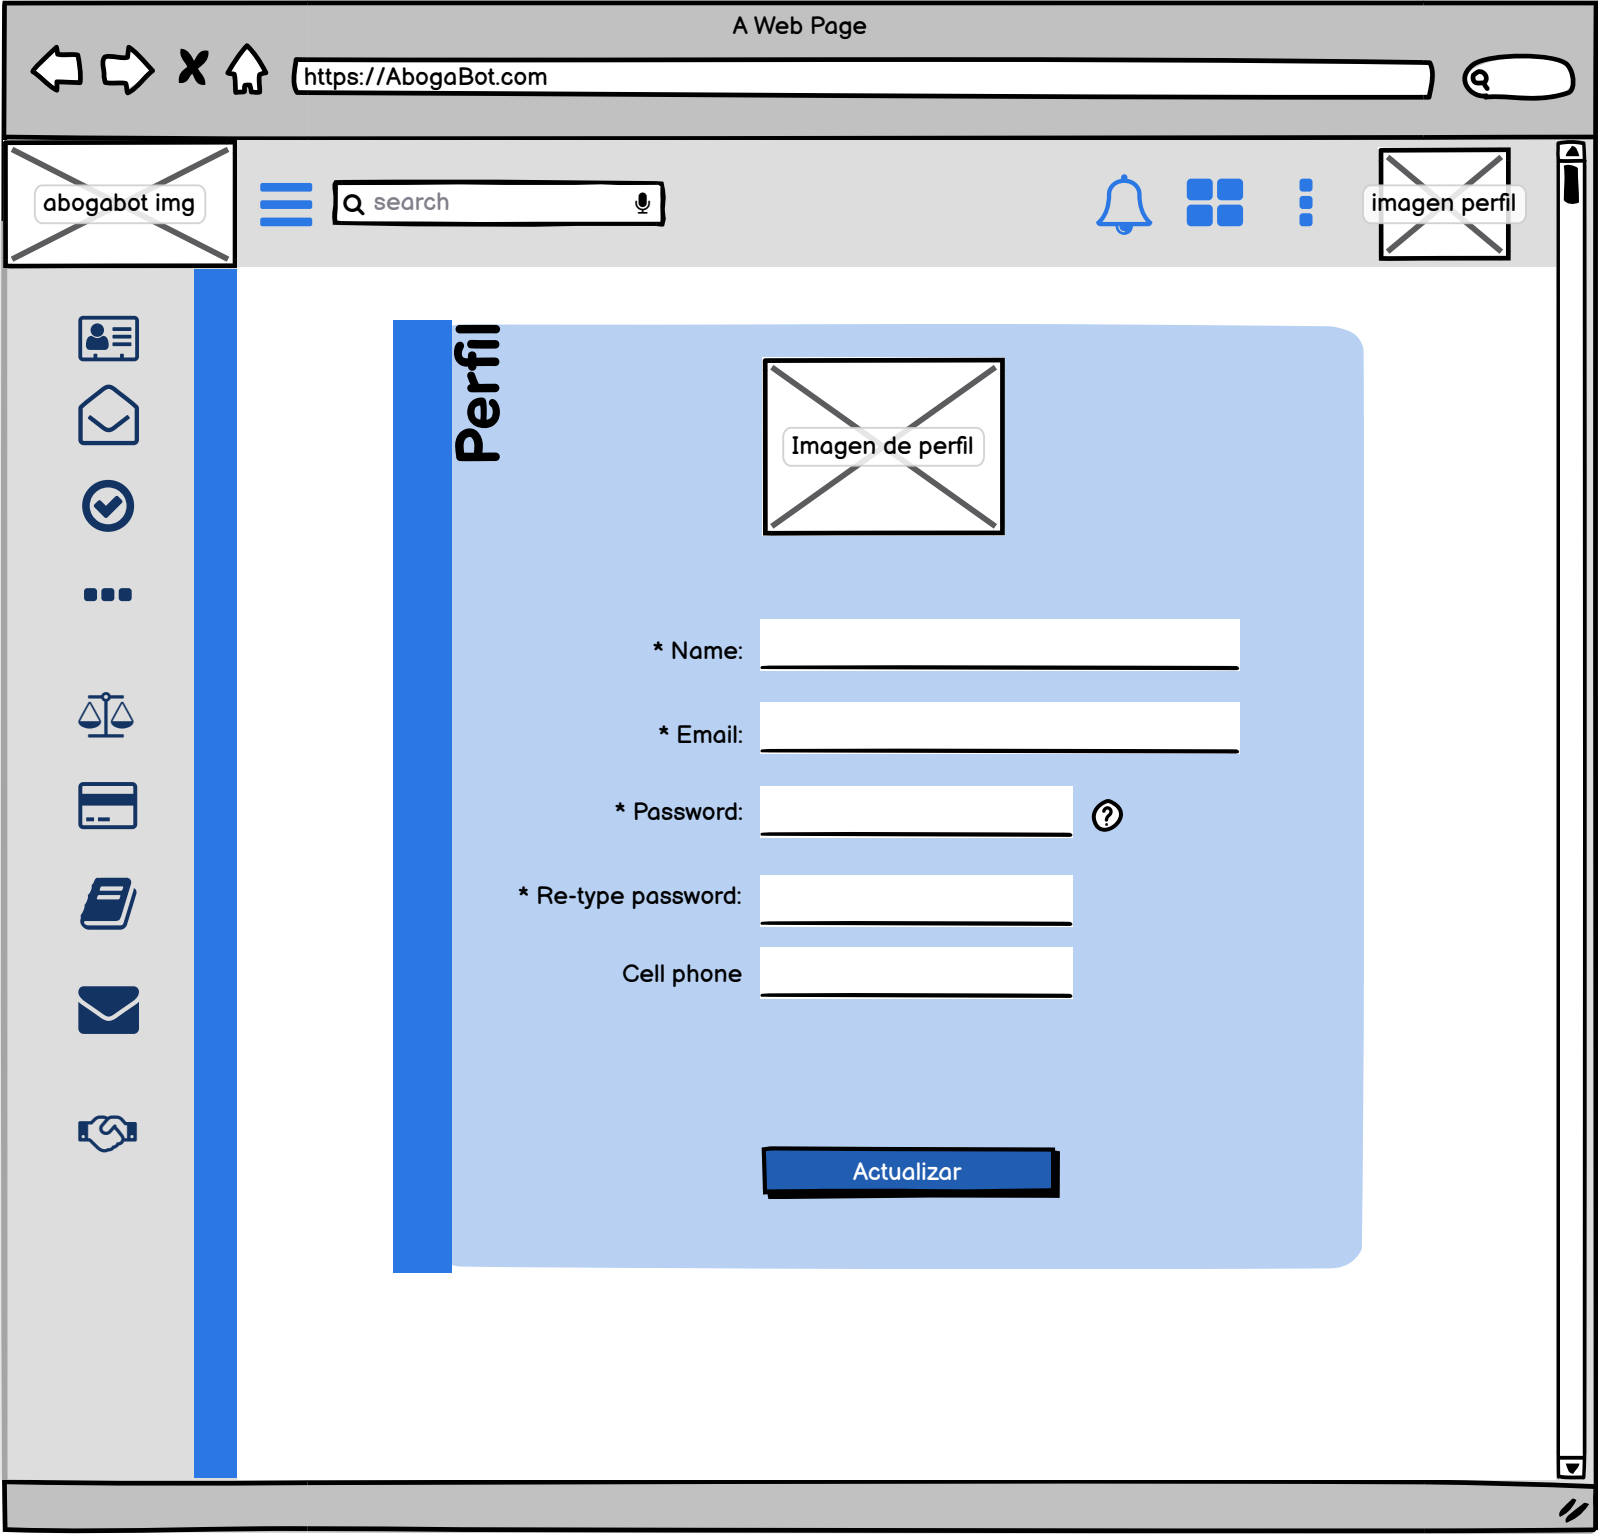 A Web Page
https://AbogaBot.com
abogabot img
search
imagen perfil
Perfil
Imagen de perfil
* Name:
* Email:
* Password:
?
* Re-type password:
Cell phone
Actualizar